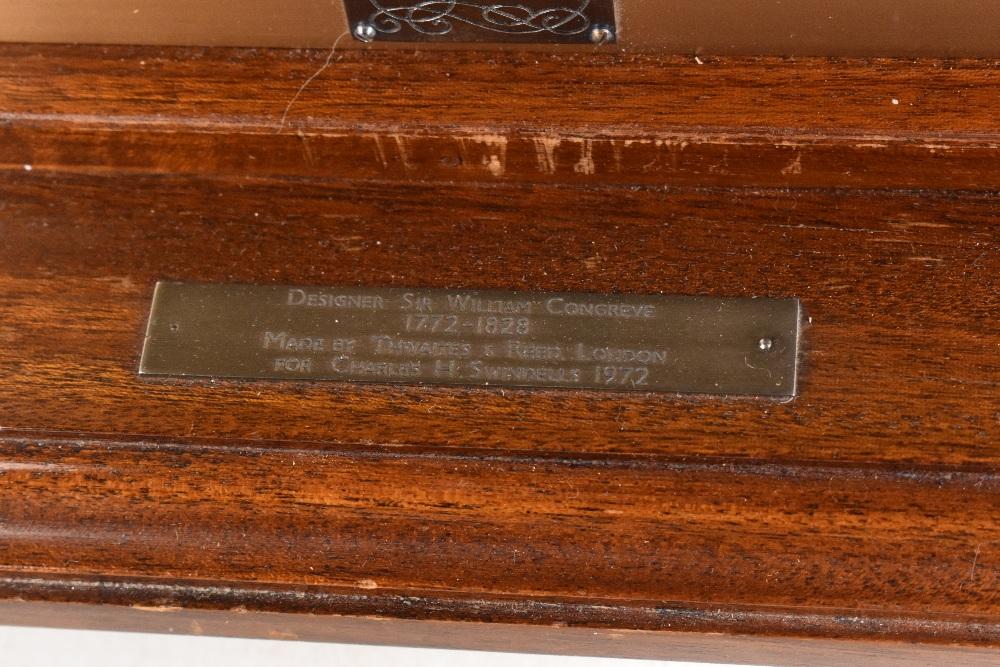 Designer Sir William Congreve
1772-1828
Made by Thwaites & Reed London
for Charles H. Swindells 1972